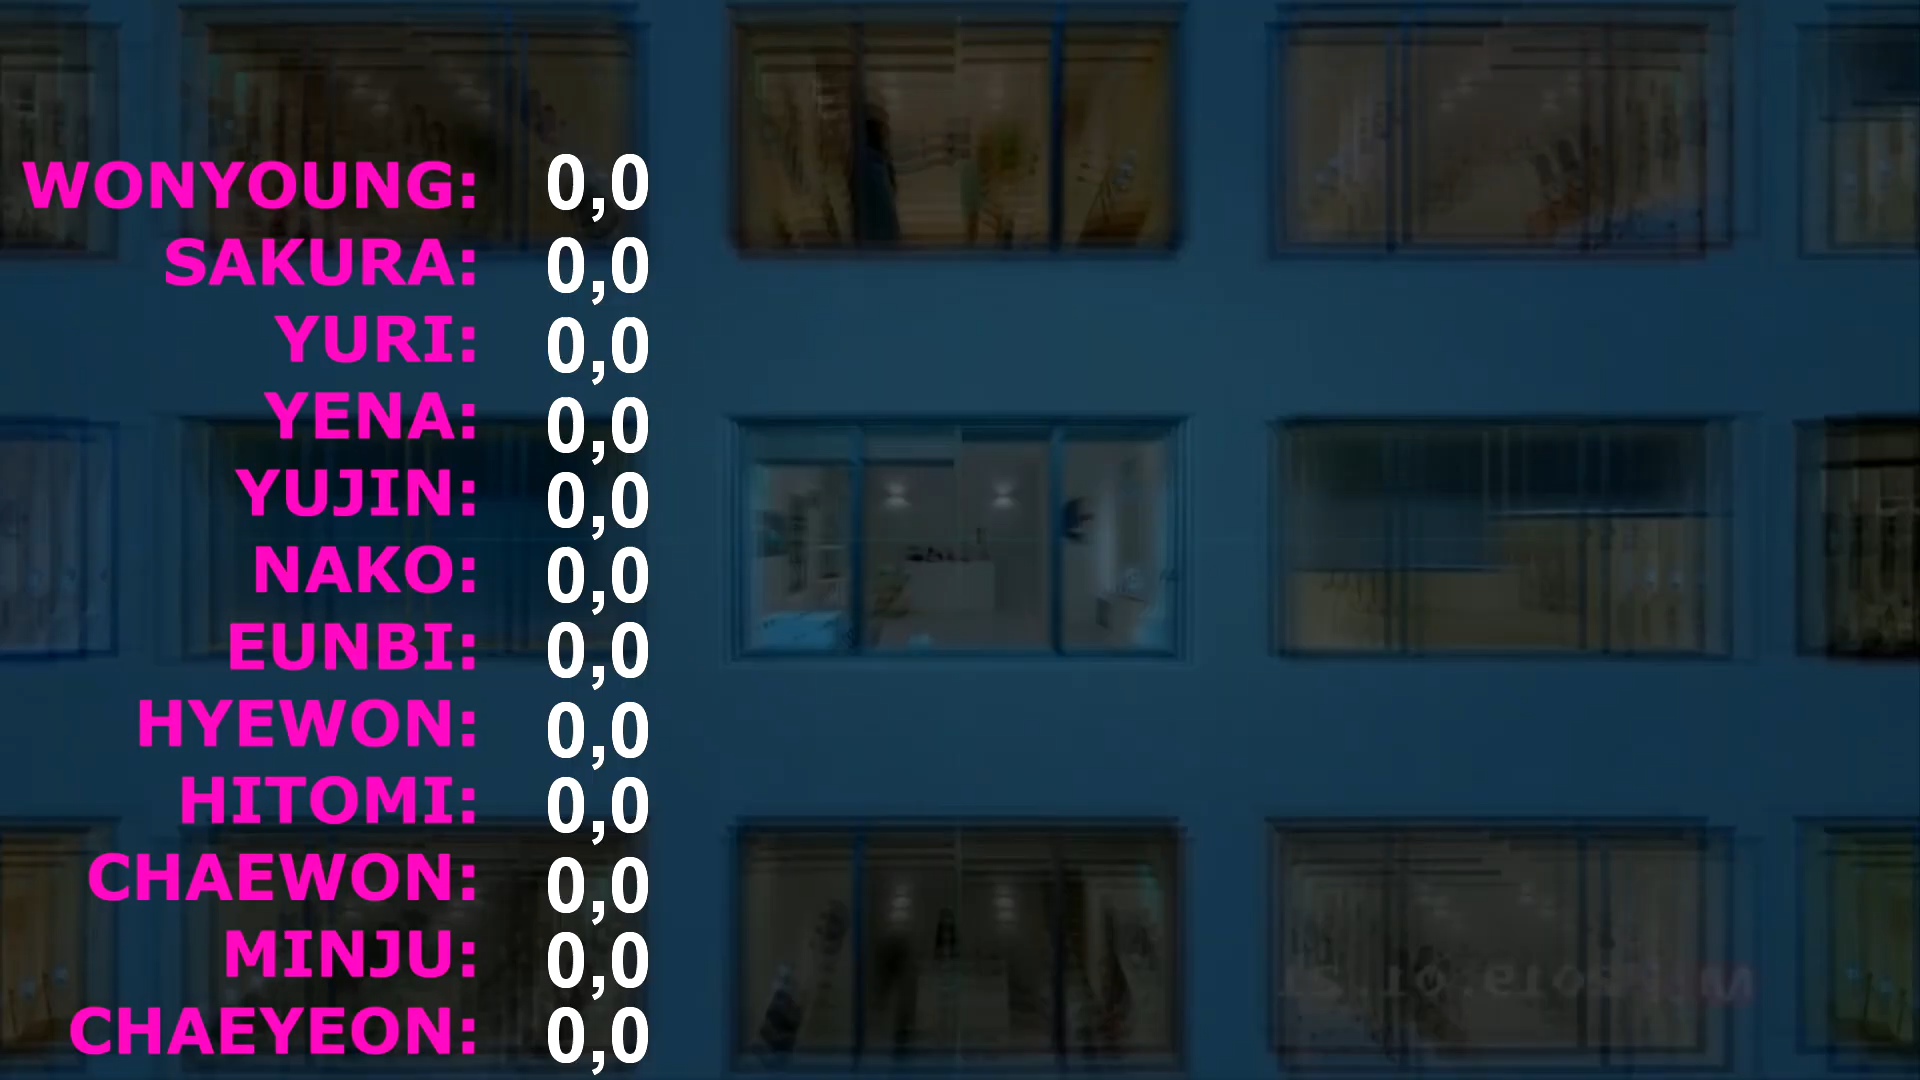 WONYOUNG: 0,0
SAKURA: 0,0
YURI: 0,0
YENA: 0,0
YUJIN: 0,0
NAKO: 0,0
EUNBI: 0,0
HYEWON: 0,0
HITOMI: 0,0
CHAEWON: 0,0
MINJU: 0,0
CHAEYEON: 0,0